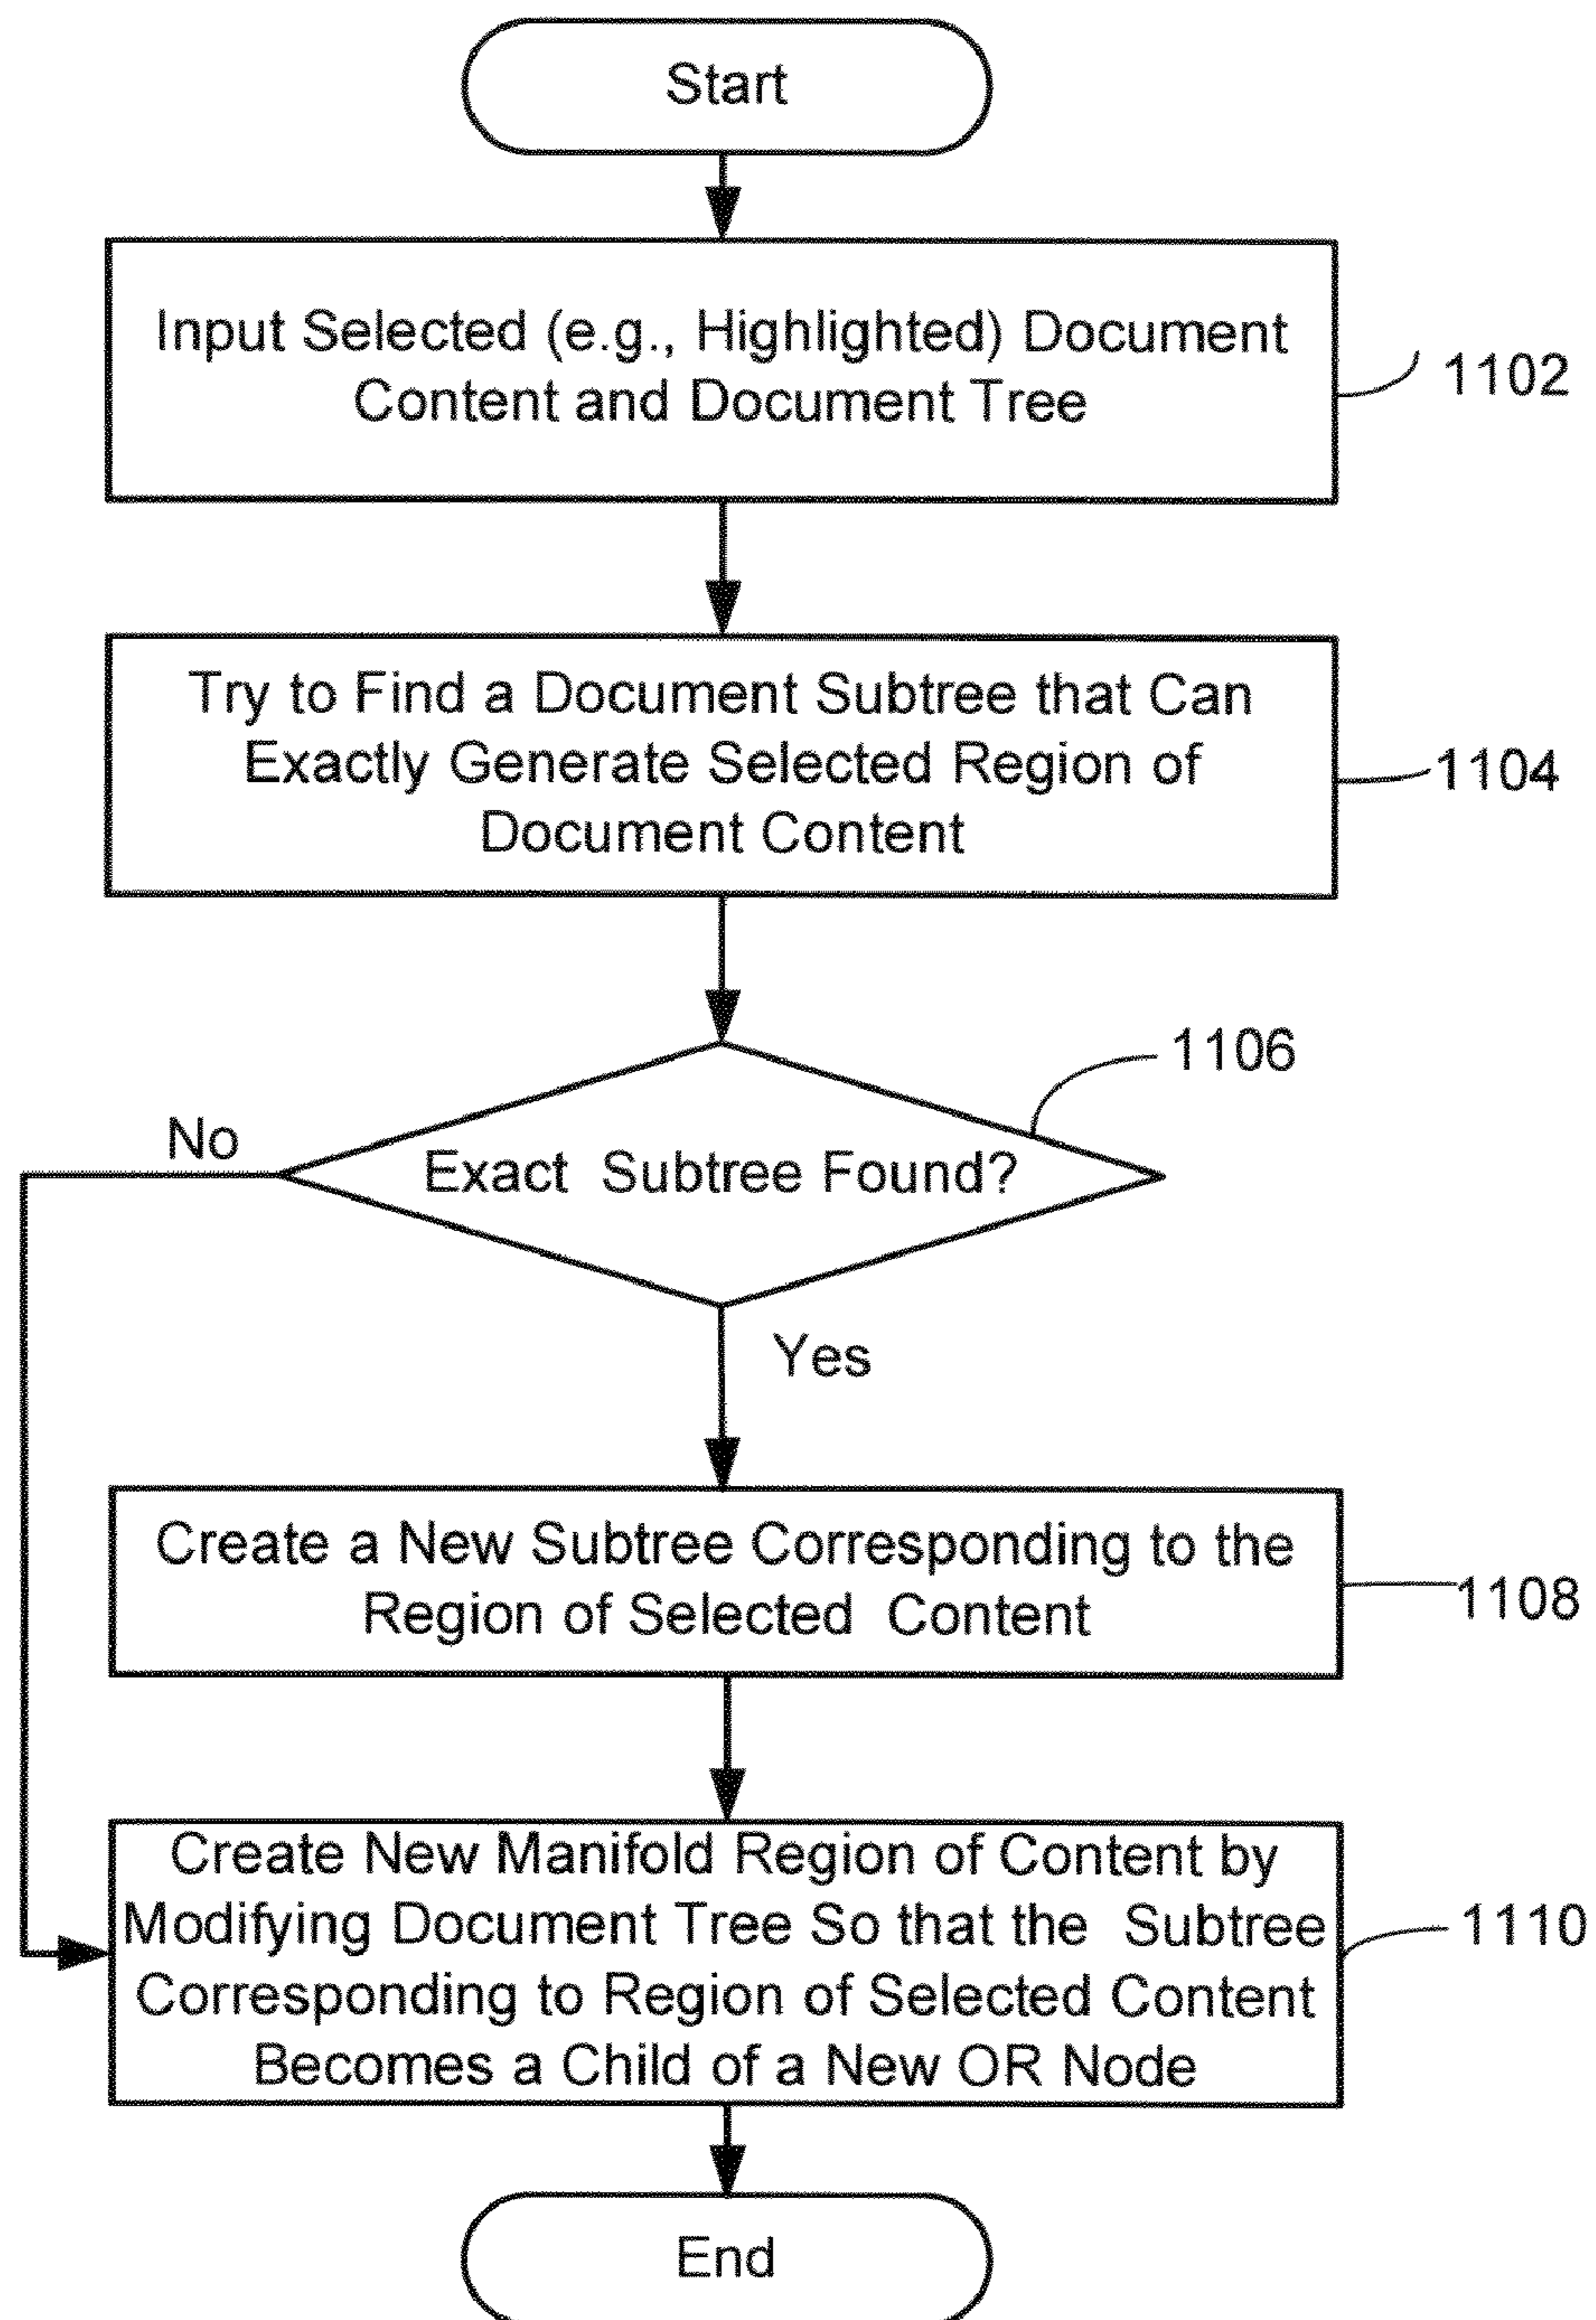 Start
Input Selected (e.g., Highlighted) Document
Content and Document Tree
1102
Try to Find a Document Subtree that Can
Exactly Generate Selected Region of
Document Content
1104
1106
No
Exact Subtree Found?
Yes
Create a New Subtree Corresponding to the
Region of Selected Content
1108
Create New Manifold Region of Content by
Modifying Document Tree So that the Subtree
Corresponding to Region of Selected Content
Becomes a Child of a New OR Node
1110
End